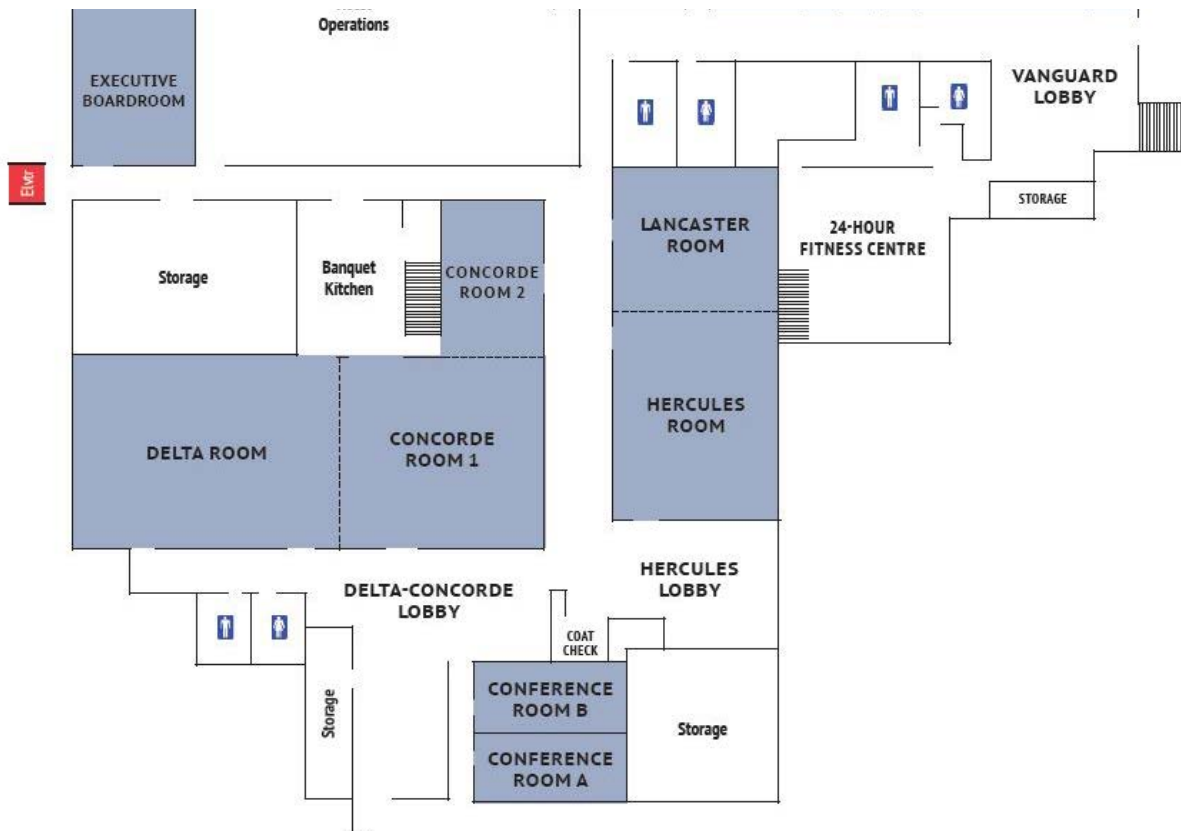 Operations
EXECUTIVE
BOARDROOM
VANGUARD
LOBBY
Elvtr
STORAGE
LANCASTER
ROOM
24-HOUR
FITNESS CENTRE
Storage
Banquet
Kitchen
CONCORDE
ROOM 2
HERCULES
ROOM
DELTA ROOM
CONCORDE
ROOM 1
HERCULES
LOBBY
DELTA-CONCORDE
LOBBY
COAT
CHECK
CONFERENCE
ROOM B
Storage
Storage
CONFERENCE
ROOM A